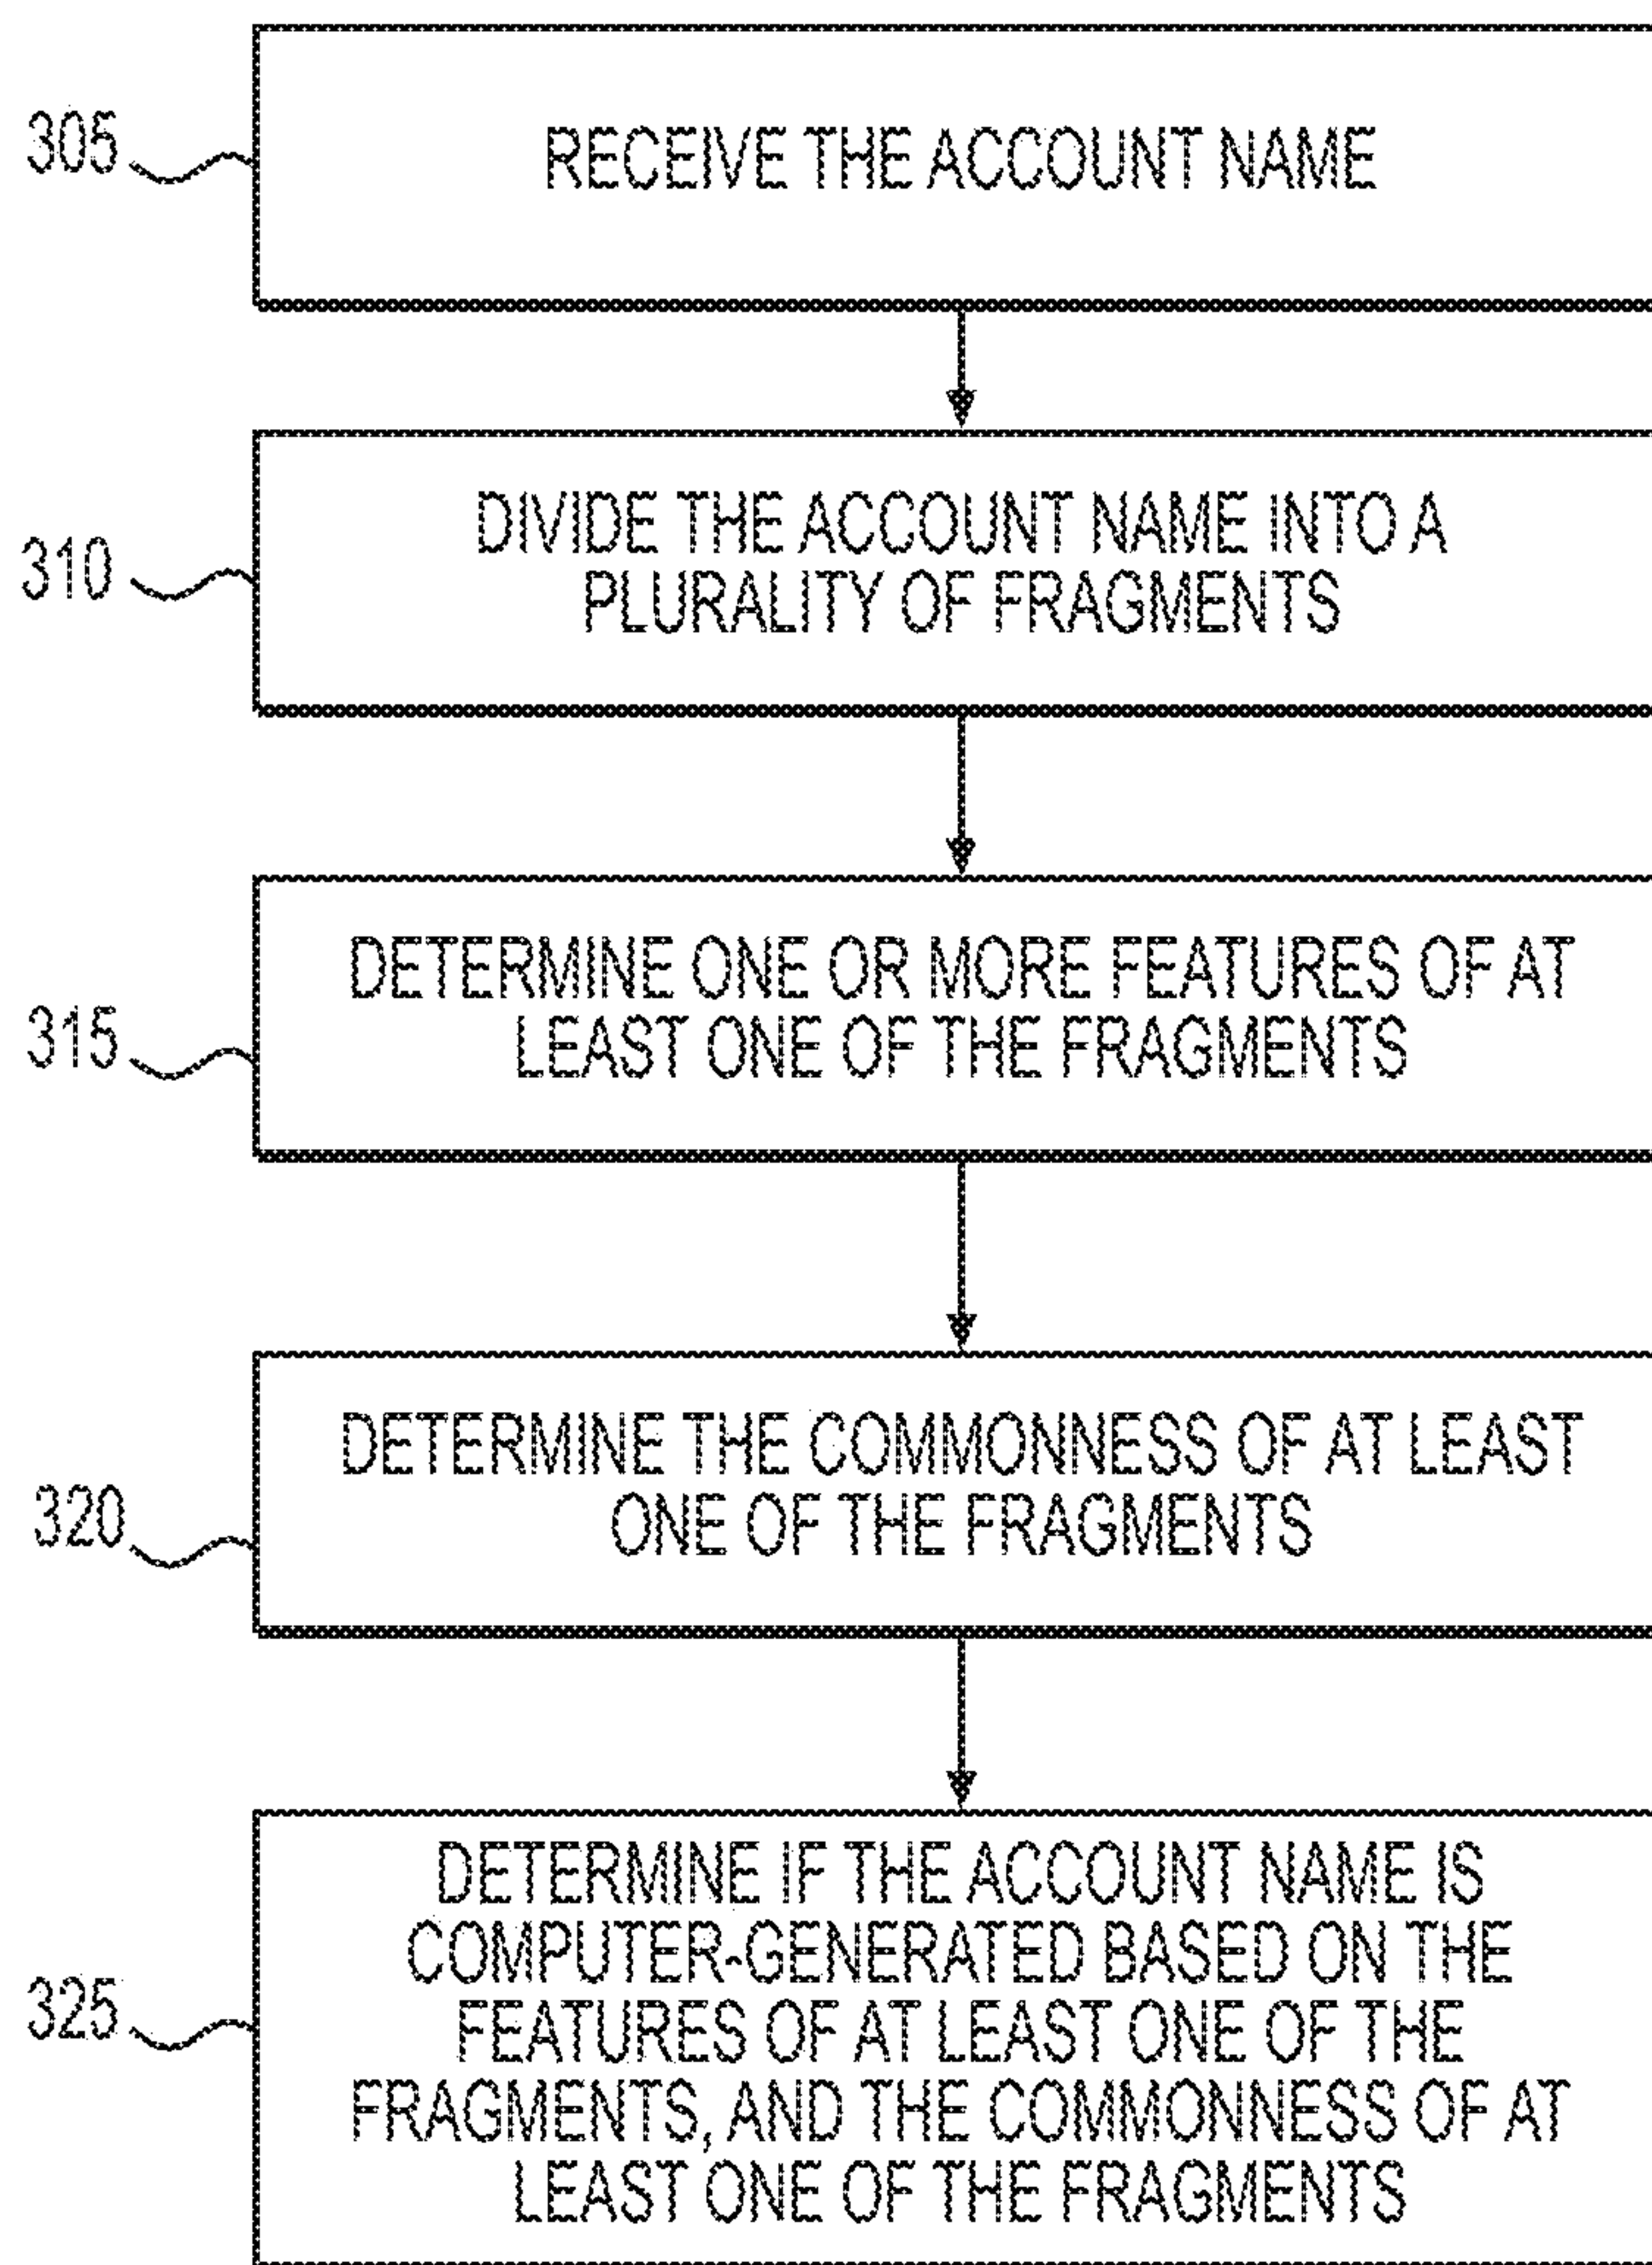 305
RECEIVE THE ACCOUNT NAME
310
DIVIDE THE ACCOUNT NAME INTO A
PLURALITY OF FRAGMENTS
315
DETERMINE ONE OR MORE FEATURES OF AT
LEAST ONE OF THE FRAGMENTS
320
DETERMINE THE COMMONNESS OF AT LEAST
ONE OF THE FRAGMENTS
325
DETERMINE IF THE ACCOUNT NAME IS
COMPUTER-GENERATED BASED ON THE
FEATURES OF AT LEAST ONE OF THE
FRAGMENTS, AND THE COMMONNESS OF AT
LEAST ONE OF THE FRAGMENTS